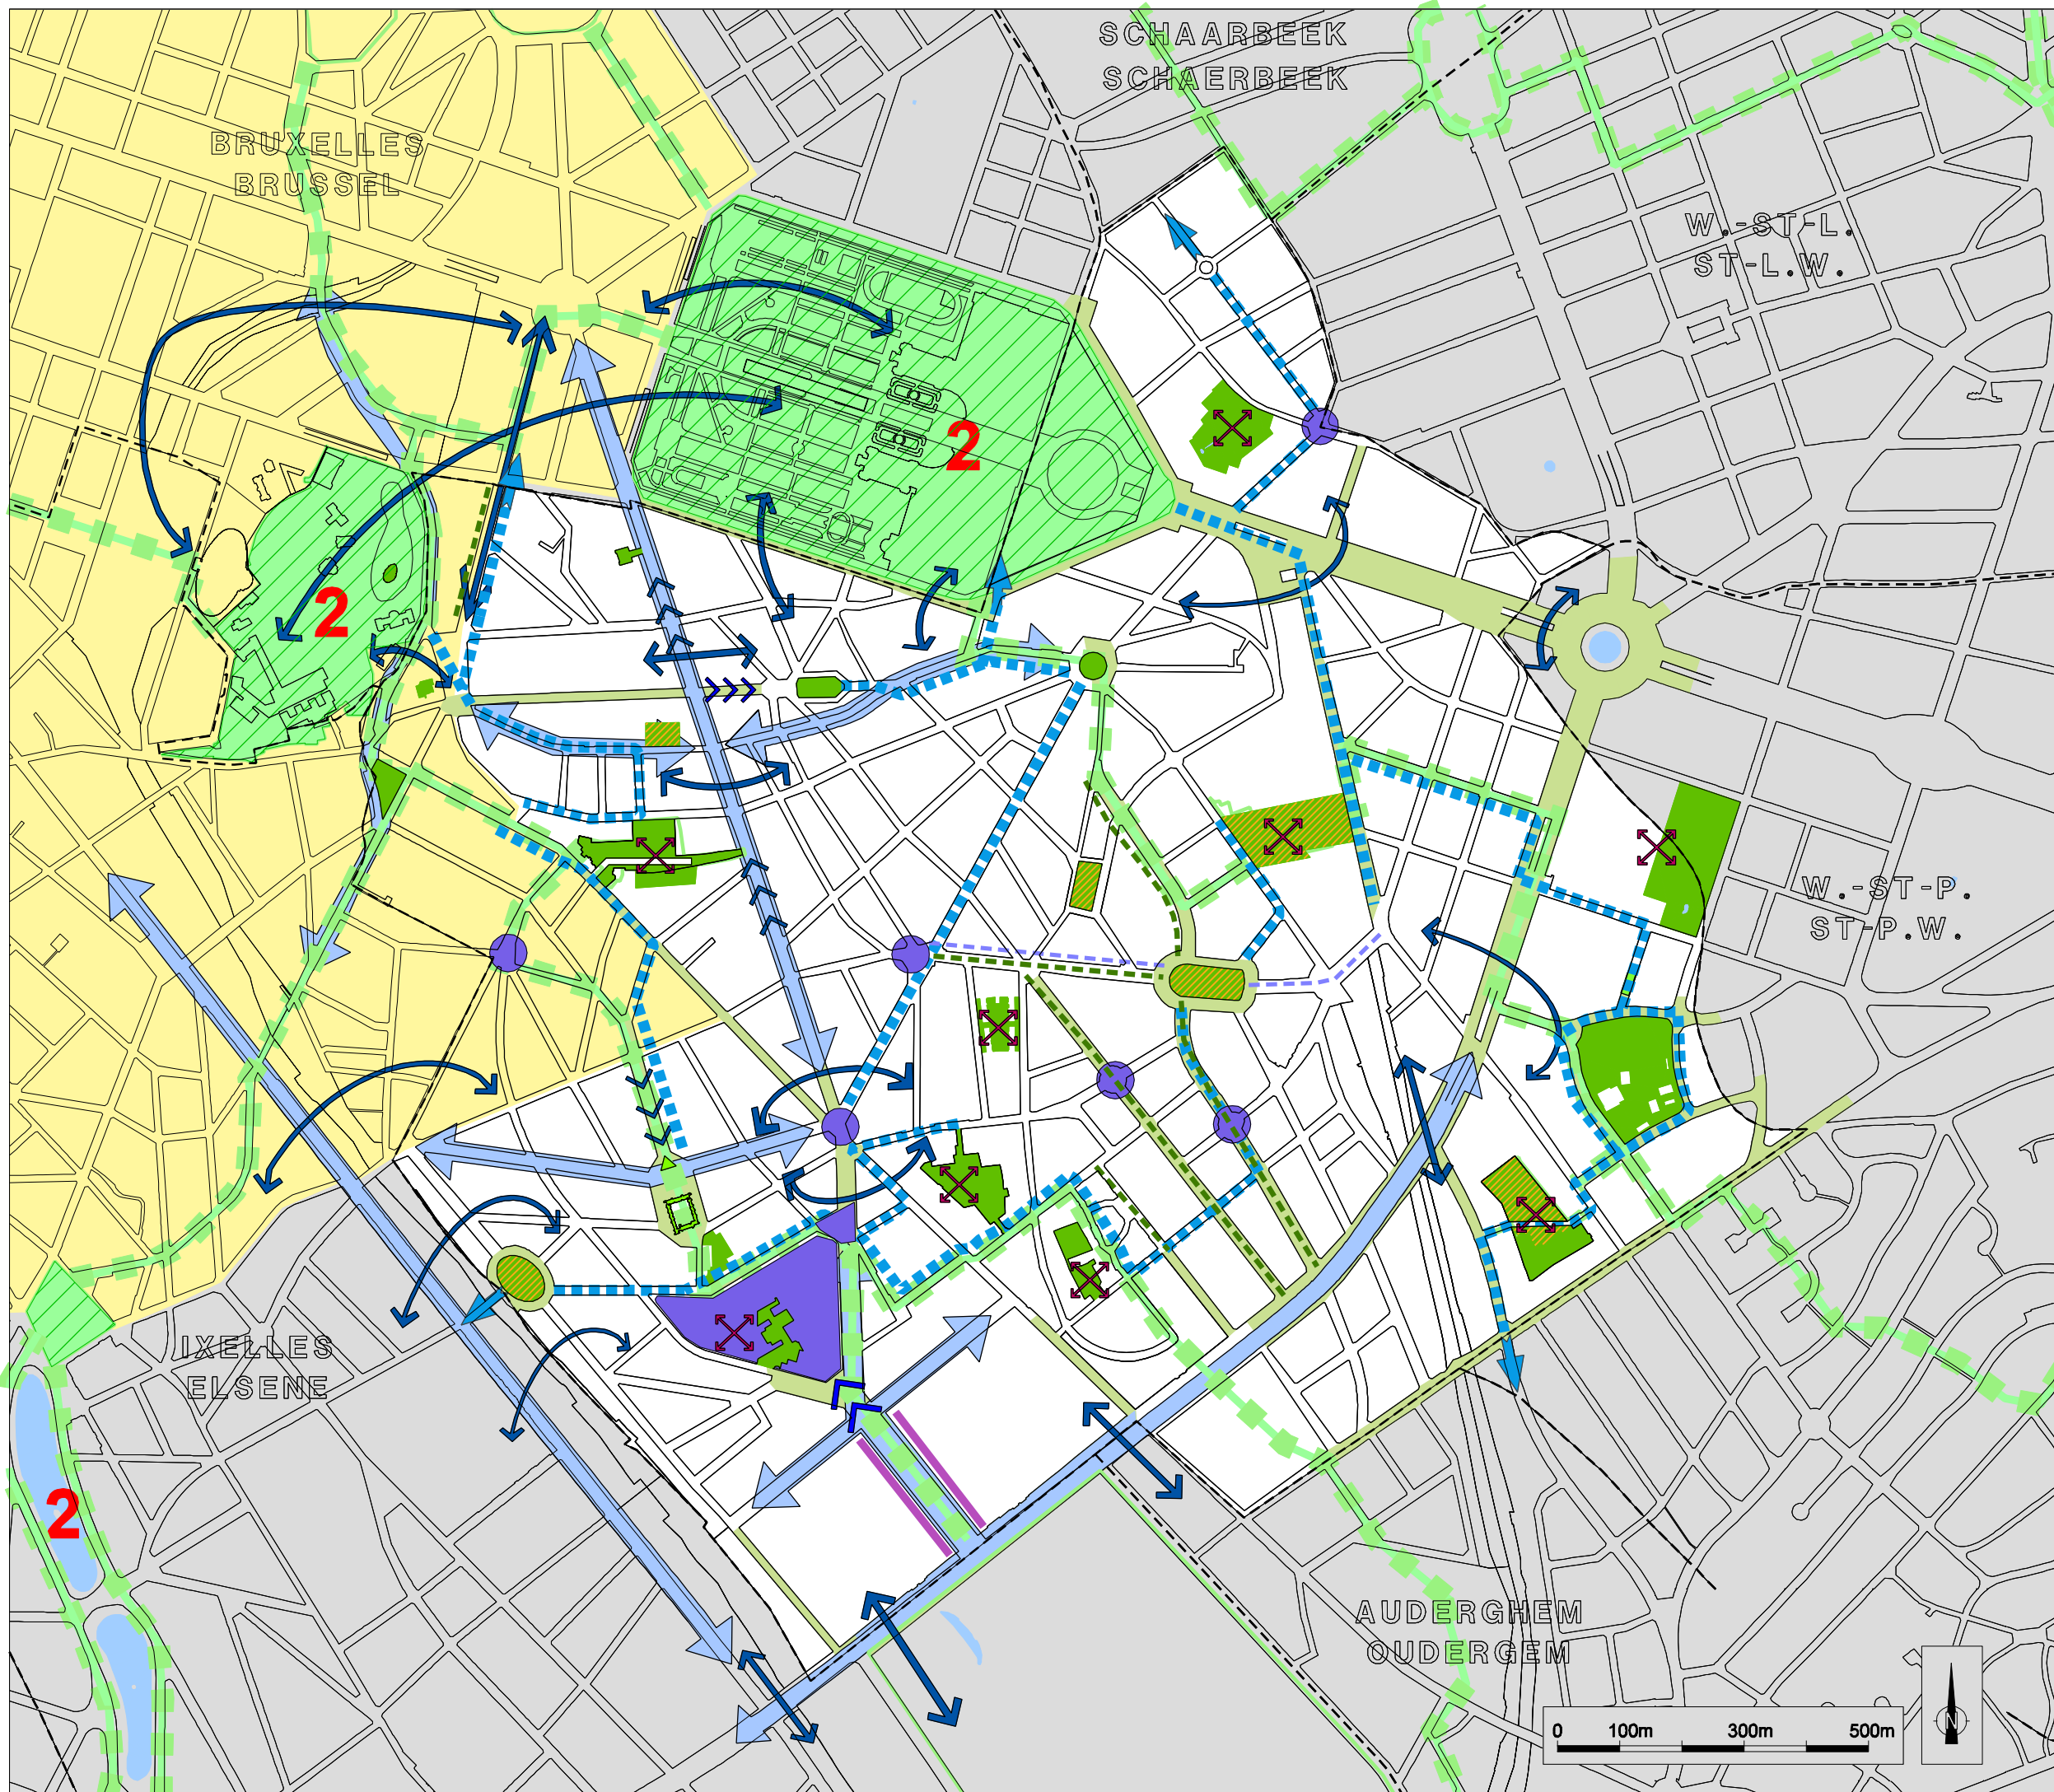 SCHAARBEEK
SCHAERBEEK
BRUXELLES
BRUSSEL
W.-ST-L.
ST-L.W.
2
2
W.-ST-P.
ST-P.W.
IXELLES
ELSENE
2
AUDERGHEM
OUDERGEM
0 100m 300m 500m
N